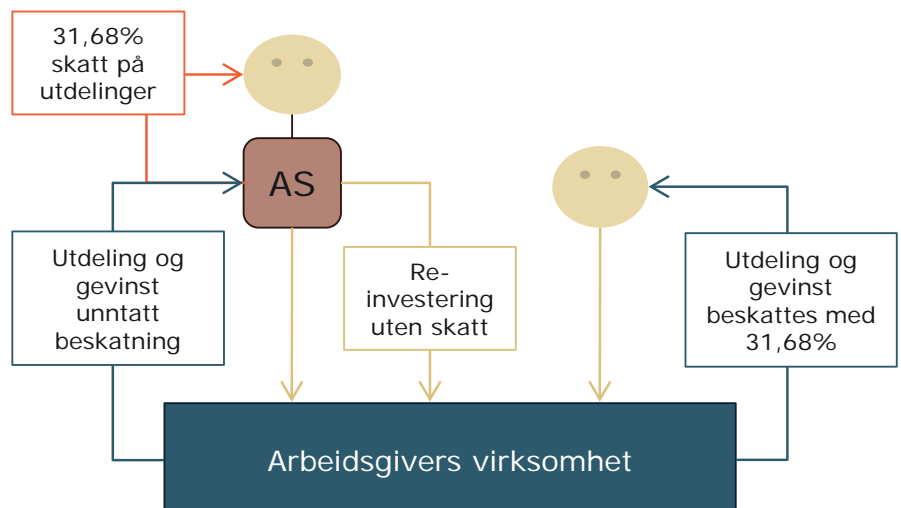 31,68%
skatt på
utdelinger
AS
Utdeling og
gevinst
unntatt
beskatning
Re-
investering
uten skatt
Utdeling og
gevinst
beskattes med
31,68%
Arbeidsgivers virksomhet